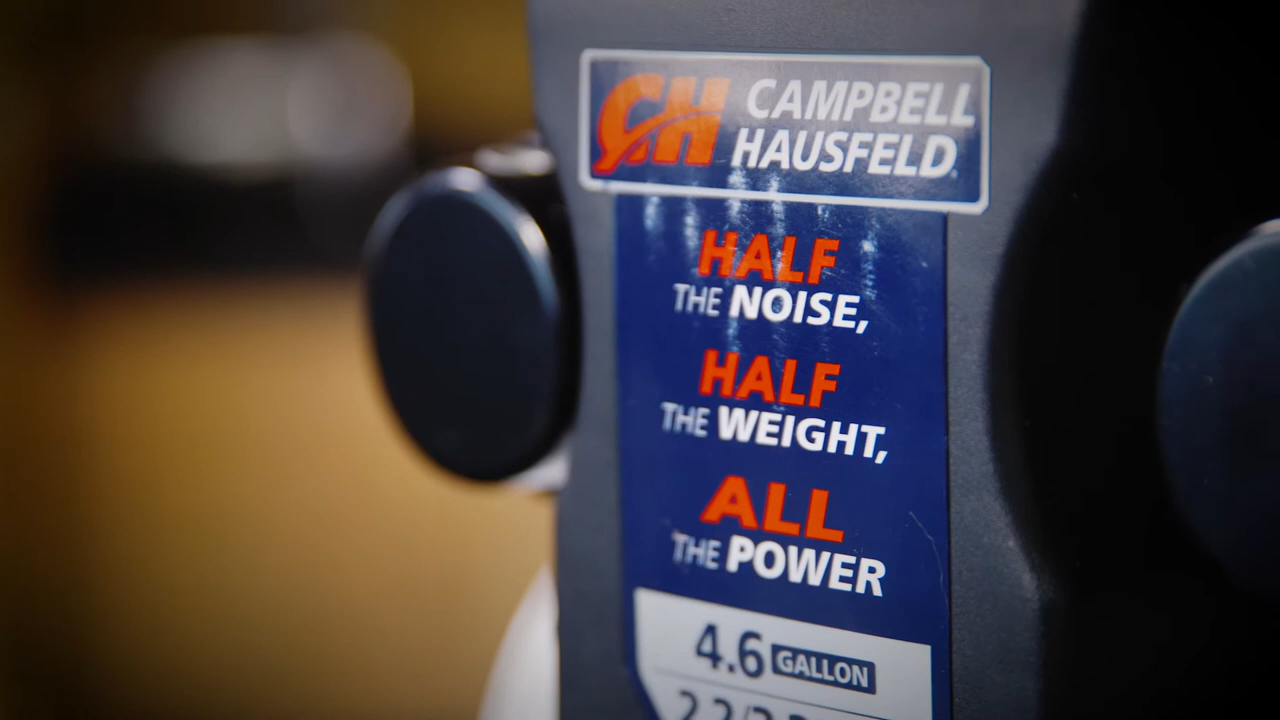 CH
CAMPBELL
HAUSFELD
HALF
THE NOISE,
HALF
THE WEIGHT,
ALL
THE POWER
4.6 GALLON